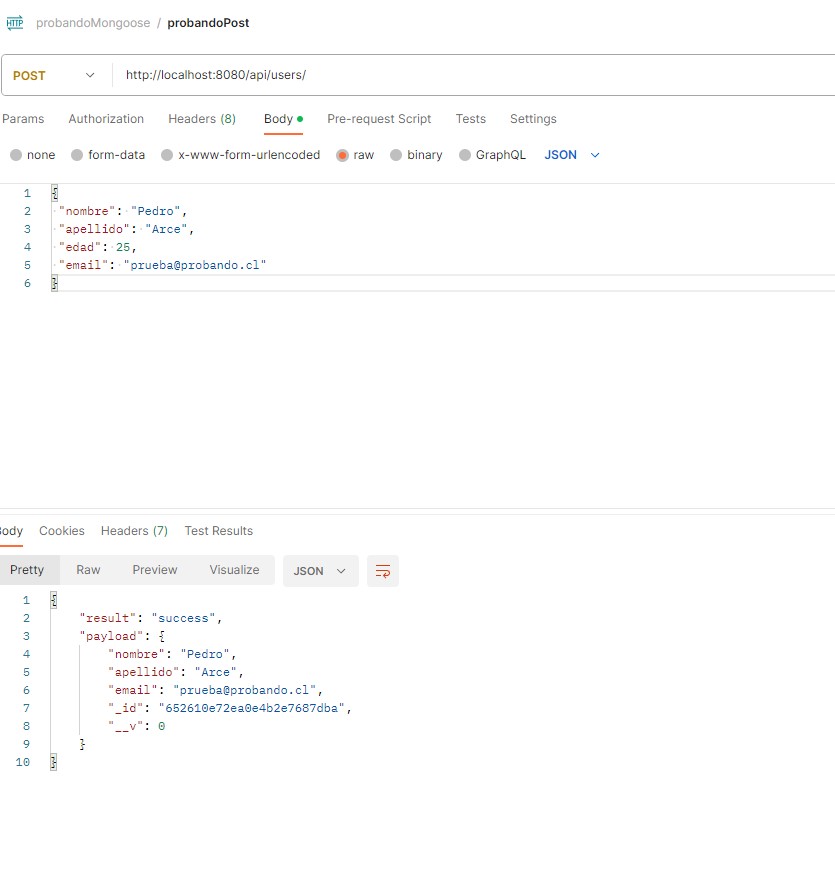 HTTP probandoMongoose / probandoPost
POST http://localhost:8080/api/users/
Params Authorization Headers (8) Body Pre-request Script Tests Settings
none form-data x-www-form-urlencoded raw binary GraphQL JSON
1 {
2 "nombre": "Pedro",
3 "apellido": "Arce",
4 "edad": 25,
5 "email": "prueba@probando.cl"
6 }
Body Cookies Headers (7) Test Results
Pretty Raw Preview Visualize JSON
1 {
2 "result": "success",
3 "payload": {
4 "nombre": "Pedro",
5 "apellido": "Arce",
6 "email": "prueba@probando.cl",
7 "_id": "652610e72ea0e4b2e7687dba",
8 "__v": 0
9 }
10 }